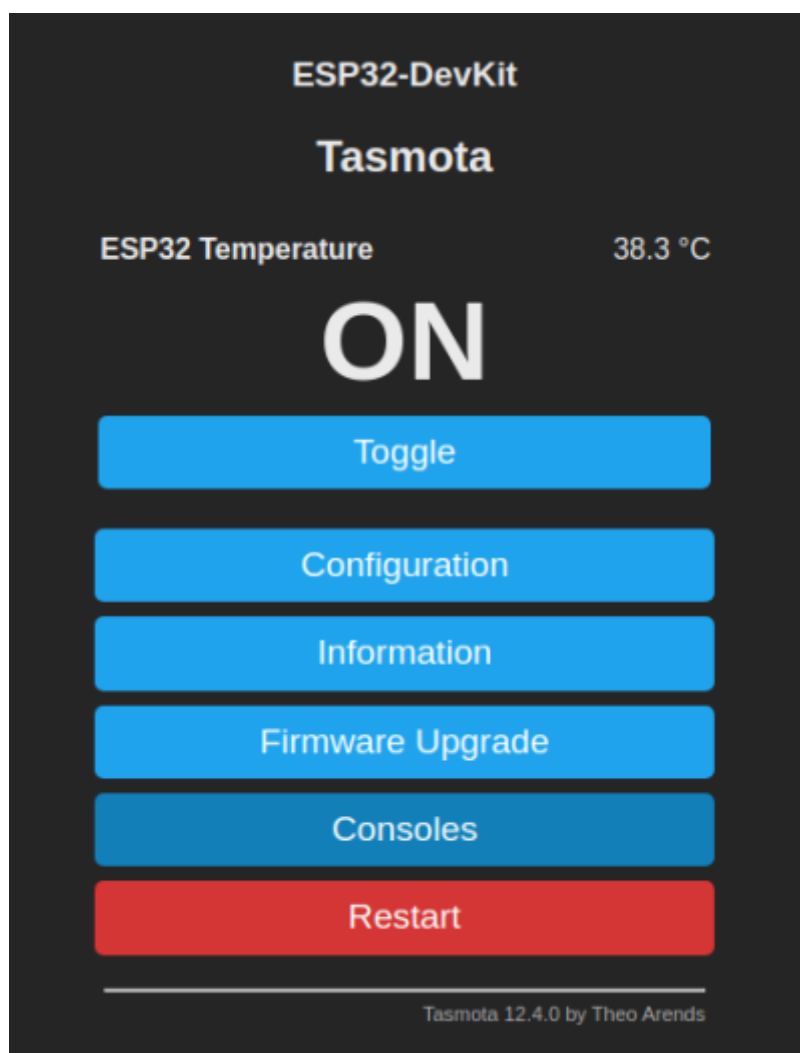 ESP32-DevKit
Tasmota
ESP32 Temperature 38.3 °C
ON
Toggle
Configuration
Information
Firmware Upgrade
Consoles
Restart
Tasmota 12.4.0 by Theo Arends